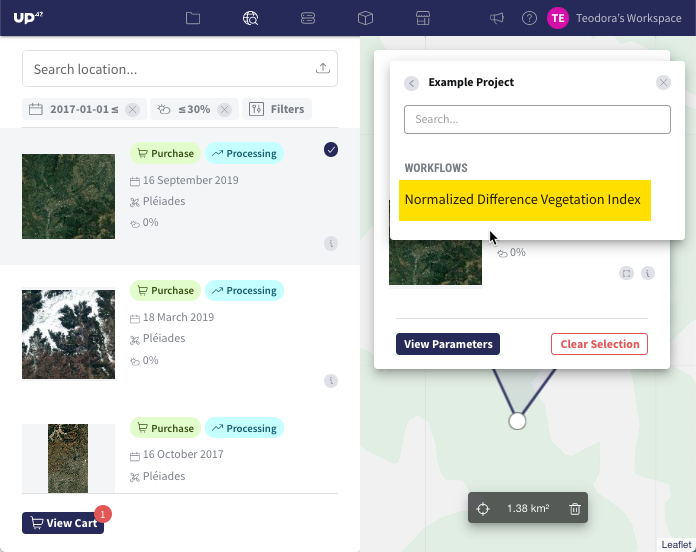 UP42
TE
Teodora's Workspace
Search location...
2017-01-01 ≤
≤ 30%
Filters
Purchase
Processing
16 September 2019
Pléiades
0%
Purchase
Processing
18 March 2019
Pléiades
0%
Purchase
Processing
16 October 2017
Pléiades
View Cart
1
Example Project
Search...
WORKFLOWS
Normalized Difference Vegetation Index
0%
View Parameters
Clear Selection
1.38 km²
Leaflet